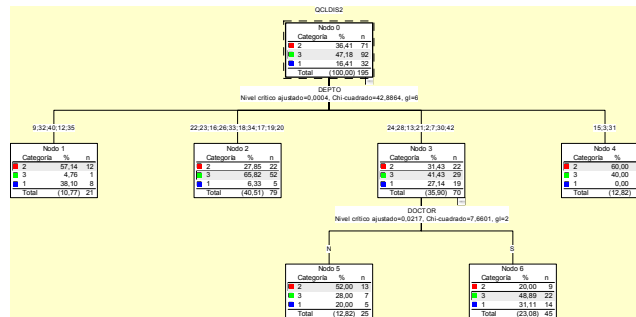 QCLDIS2
Nodo 0
Categoría % n
2 36,41 71
3 47,18 92
1 16,41 32
Total (100,00) 195
DEPTO
Nivel crítico ajustado=0,0004, Chi-cuadrado=42,8864, gl=6
9;32;40;12;35
22;23;16;26;33;18;34;17;19;20
24;28;13;21;2;7;30;42
15;3;31
Nodo 1
Categoría % n
2 57,14 12
3 4,76 1
1 38,10 8
Total (10,77) 21
Nodo 2
Categoría % n
2 27,85 22
3 65,82 52
1 6,33 5
Total (40,51) 79
Nodo 3
Categoría % n
2 31,43 22
3 41,43 29
1 27,14 19
Total (35,90) 70
Nodo 4
Categoría %
2 60,00
3 40,00
1 0,00
Total (12,82)
DOCTOR
Nivel crítico ajustado=0,0217, Chi-cuadrado=7,6601, gl=2
N
S
Nodo 5
Categoría % n
2 52,00 13
3 28,00 7
1 20,00 5
Total (12,82) 25
Nodo 6
Categoría % n
2 20,00 9
3 48,89 22
1 31,11 14
Total (23,08) 45